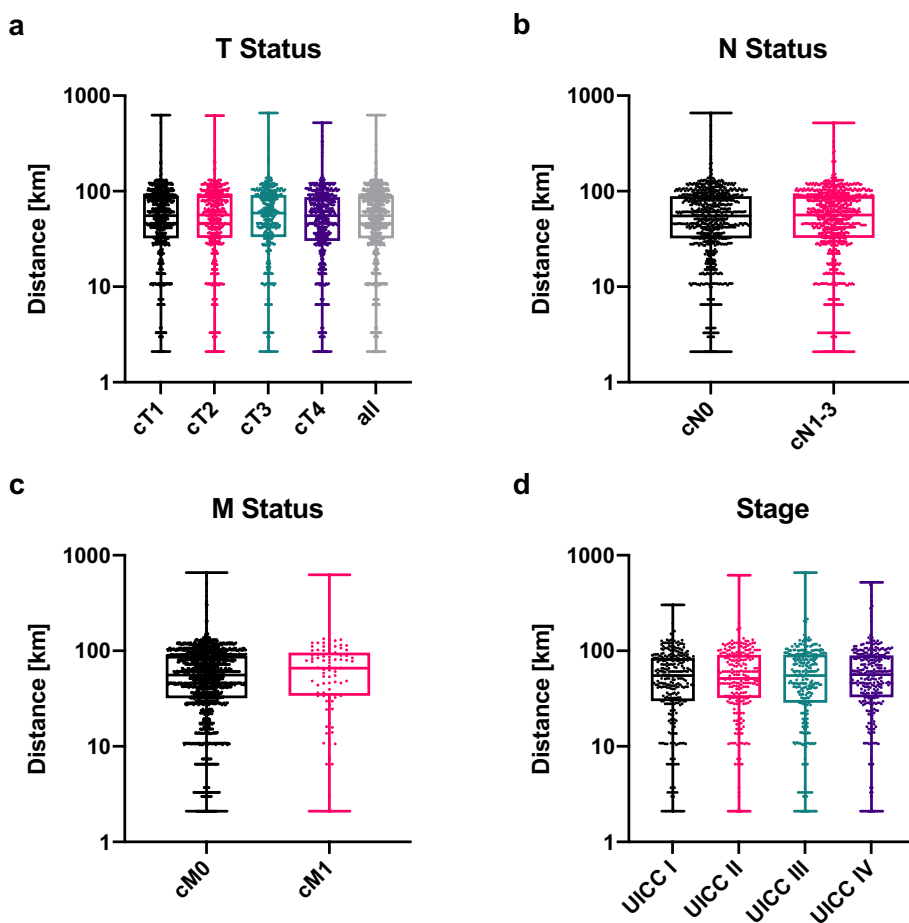 a
T Status
Distance [km]
1000
100
10
1
cT1
cT2
cT3
cT4
all
b
N Status
Distance [km]
1000
100
10
1
cN0
cN1-3
c
M Status
Distance [km]
1000
100
10
1
cM0
cM1
d
Stage
Distance [km]
1000
100
10
1
UICC I
UICC II
UICC III
UICC IV